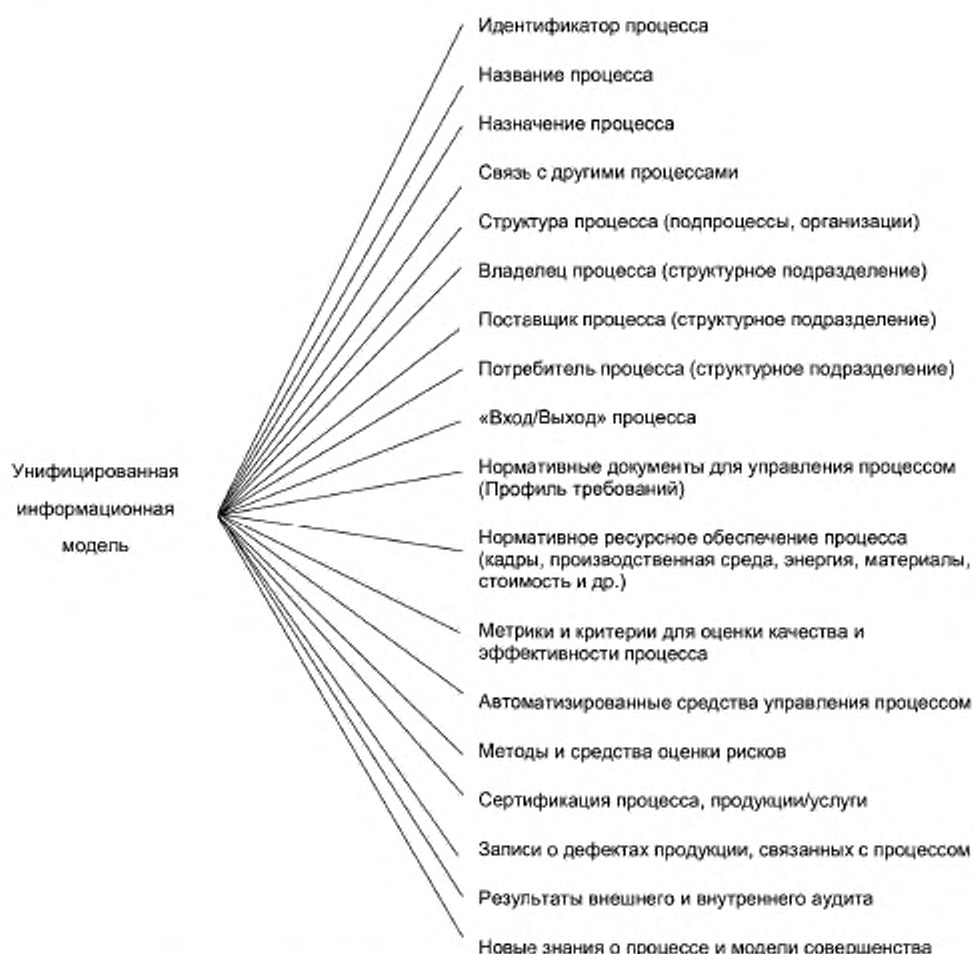 Идентификатор процесса
Название процесса
Назначение процесса
Связь с другими процессами
Структура процесса (подпроцессы, организации)
Владелец процесса (структурное подразделение)
Поставщик процесса (структурное подразделение)
Потребитель процесса (структурное подразделение)
«Вход/Выход» процесса
Унифицированная
информационная
модель
Нормативные документы для управления процессом
(Профиль требований)
Нормативное ресурсное обеспечение процесса
(кадры, производственная среда, энергия, материалы,
стоимость и др.)
Метрики и критерии для оценки качества и
эффективности процесса
Автоматизированные средства управления процессом
Методы и средства оценки рисков
Сертификация процесса, продукции/услуги
Записи о дефектах продукции, связанных с процессом
Результаты внешнего и внутреннего аудита
Новые знания о процессе и модели совершенства